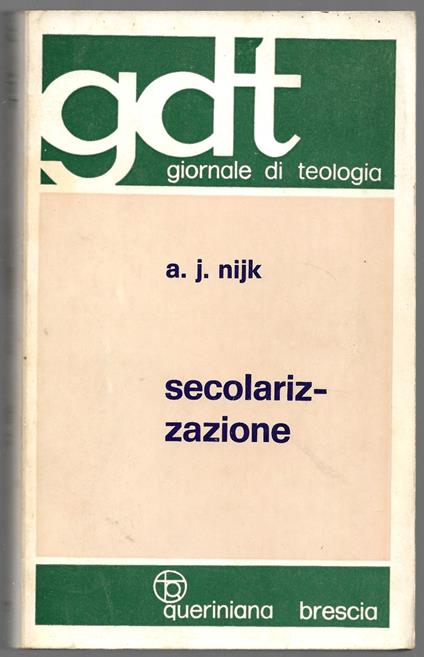 gdt
giornale di teologia
a. j. nijk
secolariz-
zazione
queriniana brescia